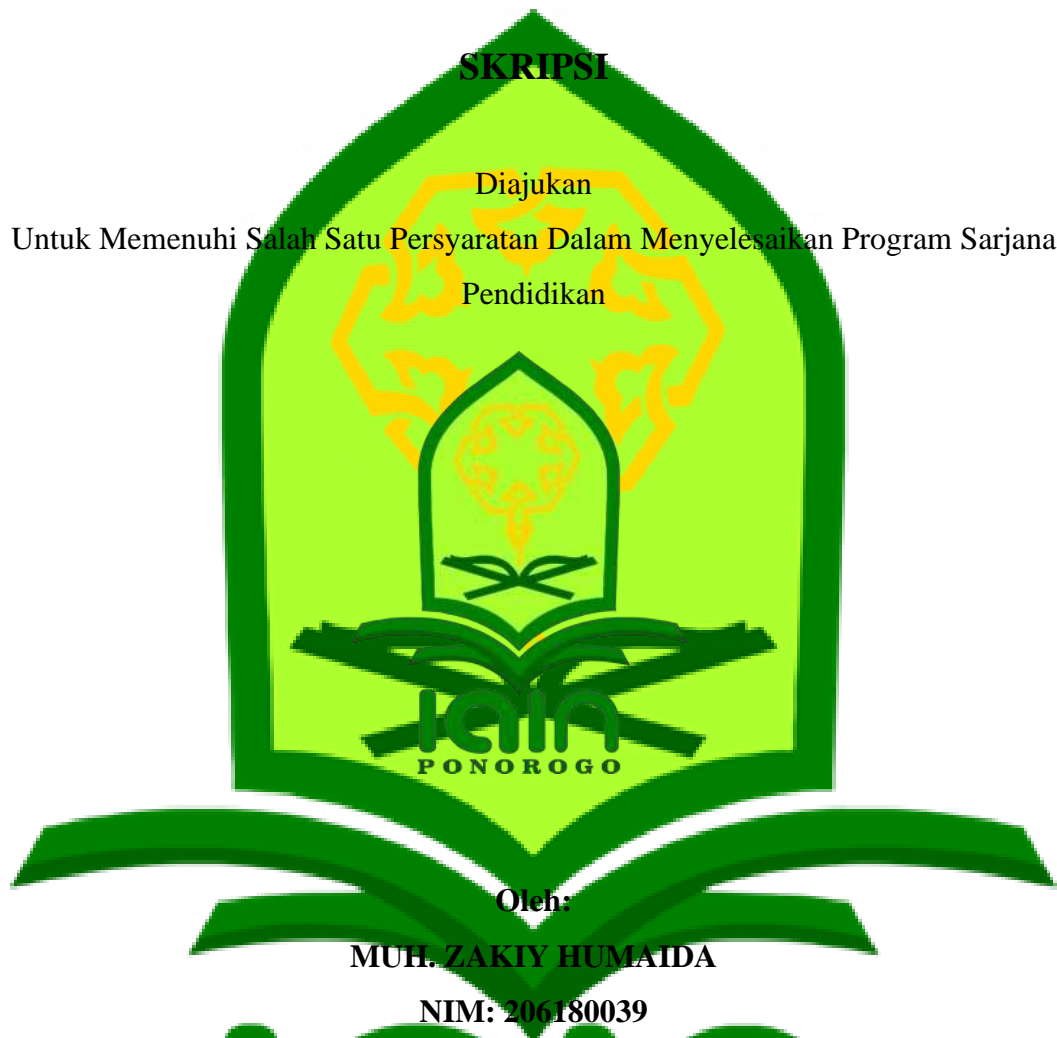 SKRIPSI
Diajukan
Untuk Memenuhi Salah Satu Persyaratan Dalam Menyelesaikan Program Sarjana
Pendidikan
iain
PONOROGO
Oleh:
MUH. ZAKIY HUMAIDA
NIM: 206180039